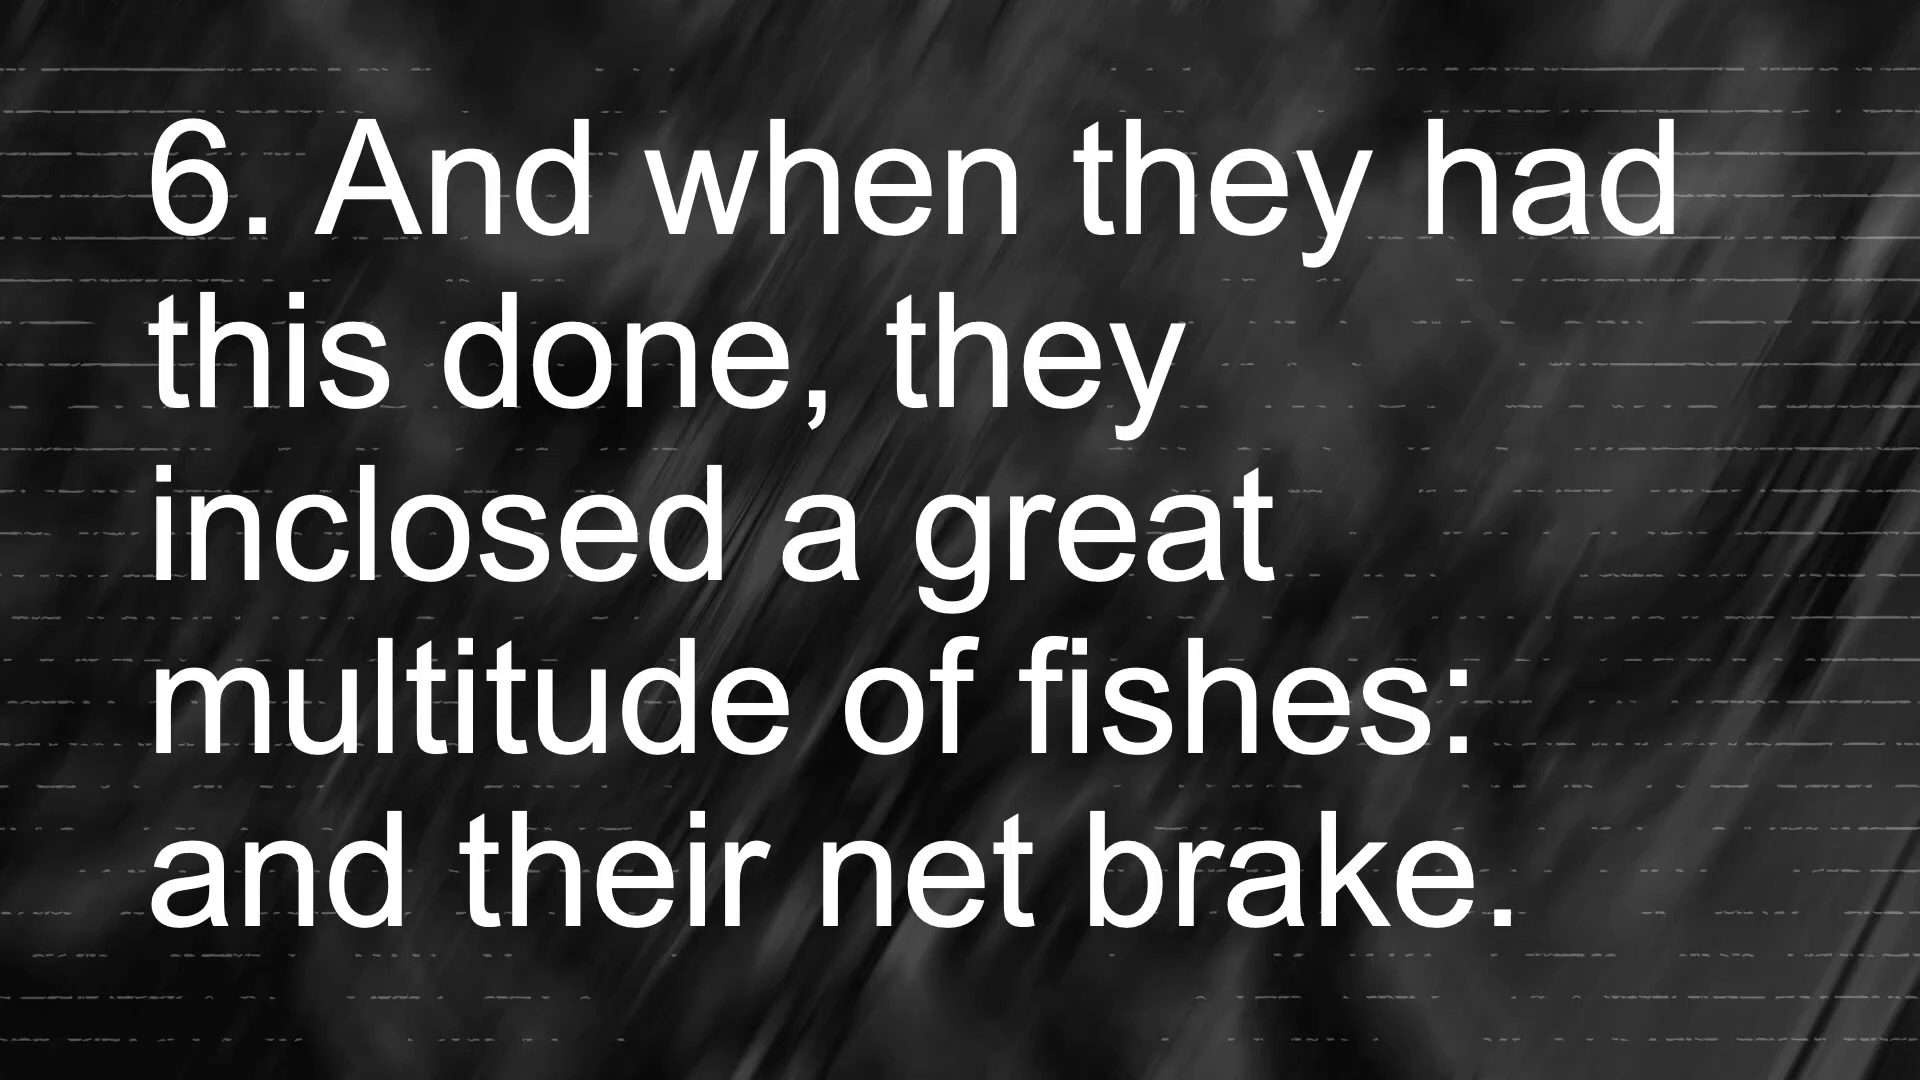 6. And when they had
this done, they
inclosed a great
multitude of fishes:
and their net brake.